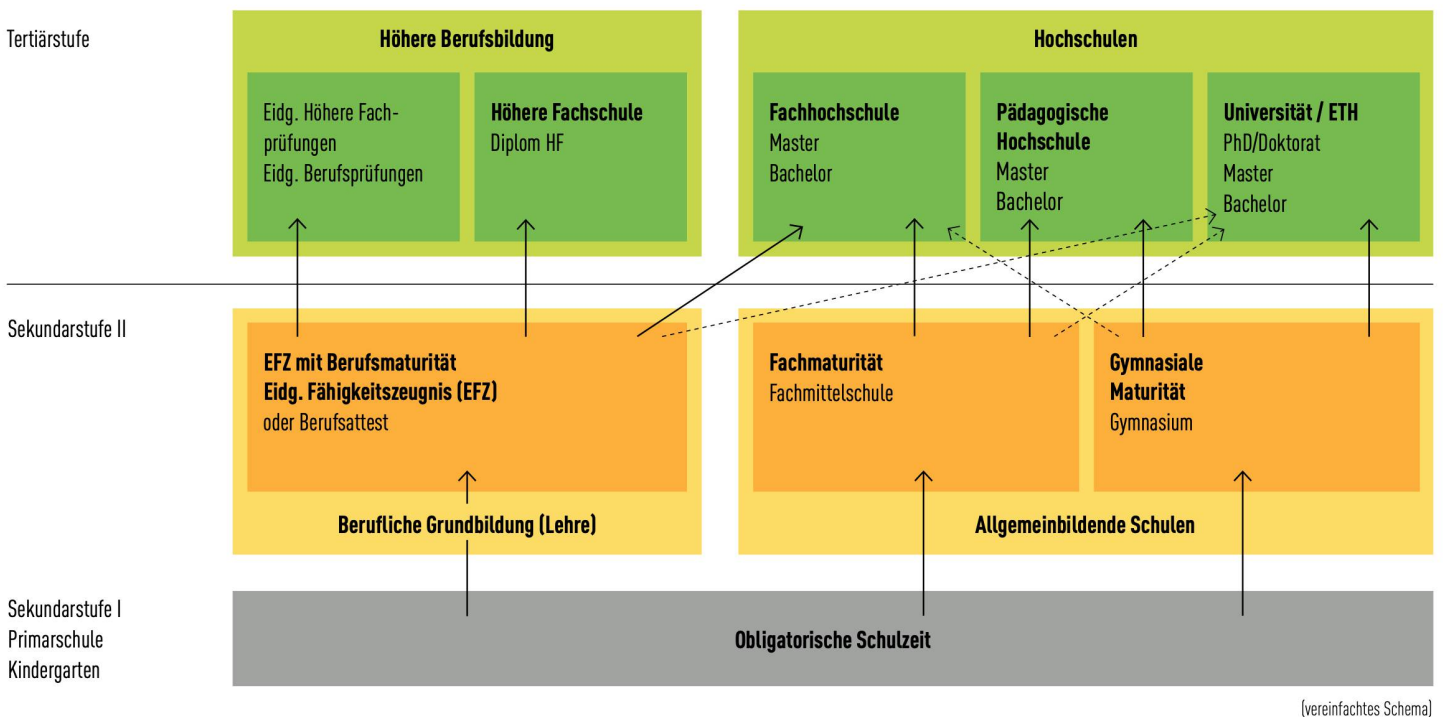 Tertiärstufe
Höhere Berufsbildung
Eidg. Höhere Fach-
prüfungen
Eidg. Berufsprüfungen
Höhere Fachschule
Diplom HF
Hochschulen
Fachhochschule
Master
Bachelor
Pädagogische
Hochschule
Master
Bachelor
Universität / ETH
PhD/Doktorat
Master
Bachelor
Sekundarstufe II
EFZ mit Berufsmaturität
Eidg. Fähigkeitszeugnis (EFZ)
oder Berufsattest
Berufliche Grundbildung (Lehre)
Fachmaturität
Fachmittelschule
Gymnasiale
Maturität
Gymnasium
Allgemeinbildende Schulen
Sekundarstufe I
Primarschule
Kindergarten
Obligatorische Schulzeit
(vereinfachtes Schema)